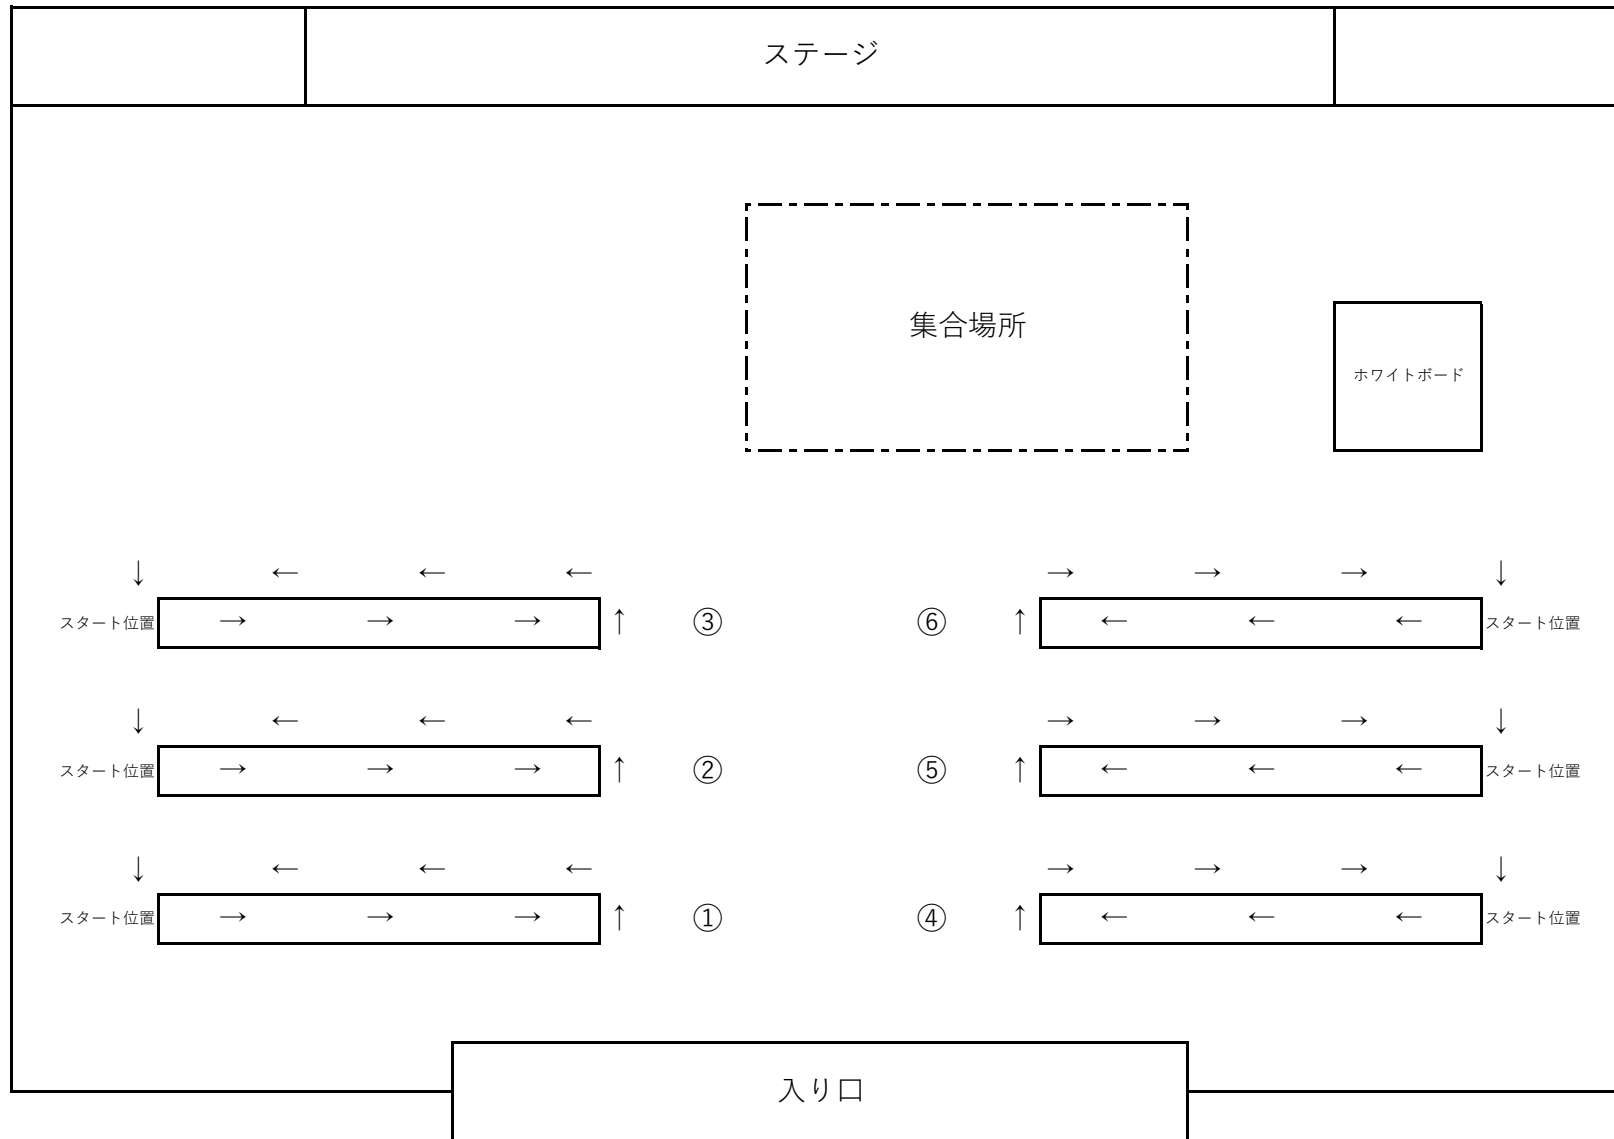 ステージ
集合場所
ホワイトボード
↓ ← ← ← → → → ↓
スタート位置 → → → ↑ ③ ⑥ ↑ ← ← ← スタート位置
↓ ← ← ← → → → ↓
スタート位置 → → → ↑ ② ⑤ ↑ ← ← ← スタート位置
↓ ← ← ← → → → ↓
スタート位置 → → → ↑ ① ④ ↑ ← ← ← スタート位置
入り口